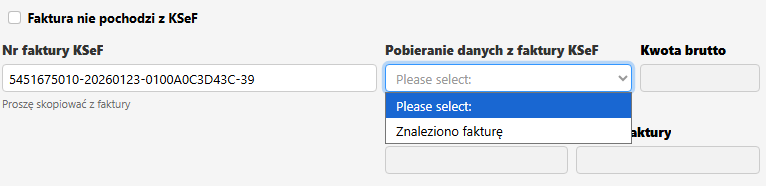 Faktura nie pochodzi z KSeF
Nr faktury KSeF
Pobieranie danych z faktury KSeF
Kwota brutto
5451675010-20260123-0100A0C3D43C-39
Please select:
Proszę skopiować z faktury
Please select:
Znaleziono fakturę